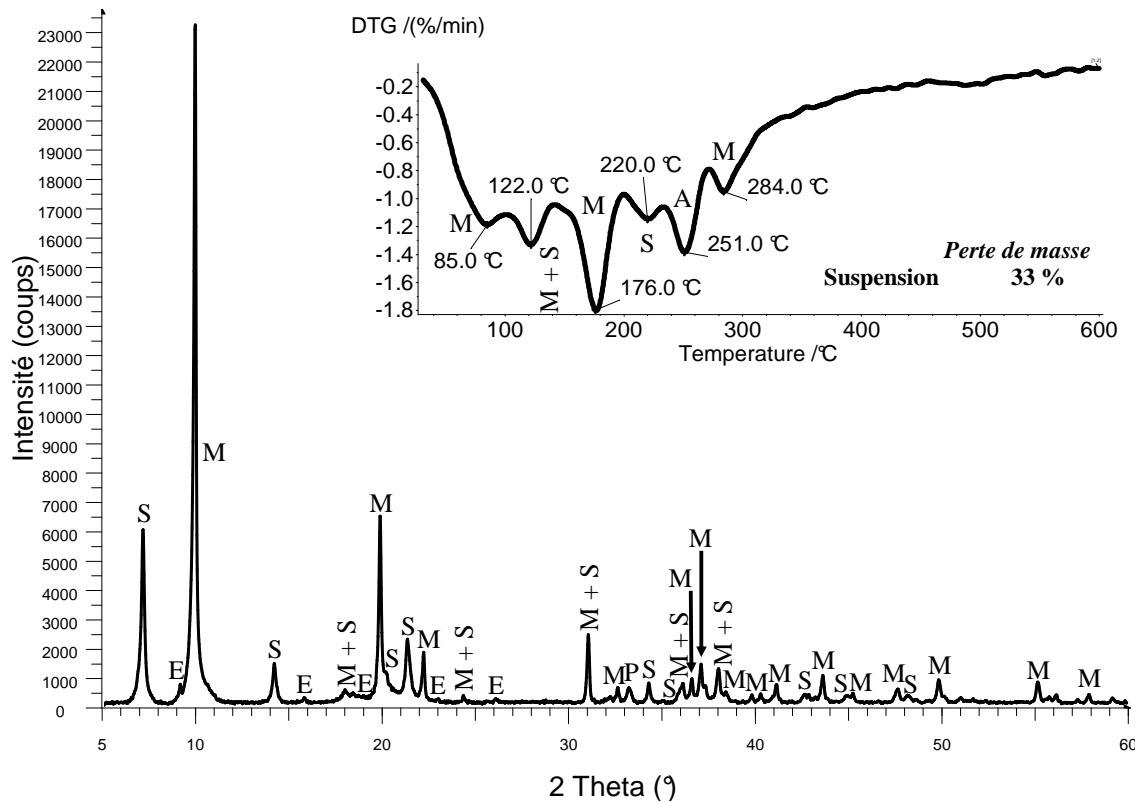 DTG /(%/min)
-0.2
-0.4
-0.6
-0.8
-1.0
-1.2
-1.4
-1.6
-1.8
M
85.0 °C
122.0 °C
M + S
M
176.0 °C
220.0 °C
S
A
251.0 °C
M
284.0 °C
Perte de masse
Suspension 33 %
100 200 300 400 500 600
Temperature /°C
Intensité (coups)
23000
22000
21000
20000
19000
18000
17000
16000
15000
14000
13000
12000
11000
10000
9000
8000
7000
6000
5000
4000
3000
2000
1000
0
S
E
M
S
E
M + S
E
M
S
S
M
E
M + S
E
M + S
M
P
S
S
M + S
M
M
M + S
M
M
M
M
S
M
S
M
M
S
M
M
M
5 10 20 30 40 50 60
2 Theta (°)